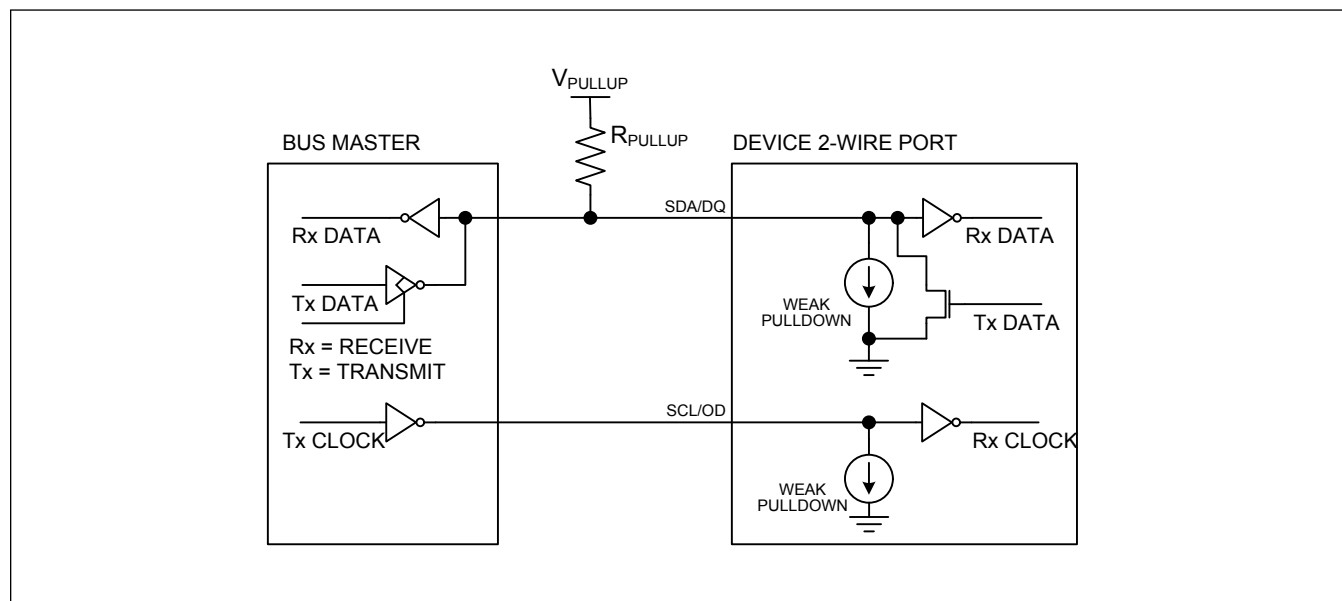 VPULLUP
RPULLUP
BUS MASTER
DEVICE 2-WIRE PORT
SDA/DQ
Rx DATA
Rx DATA
Tx DATA
WEAK
PULLDOWN
Tx DATA
Rx = RECEIVE
Tx = TRANSMIT
SCL/OD
Tx CLOCK
Rx CLOCK
WEAK
PULLDOWN